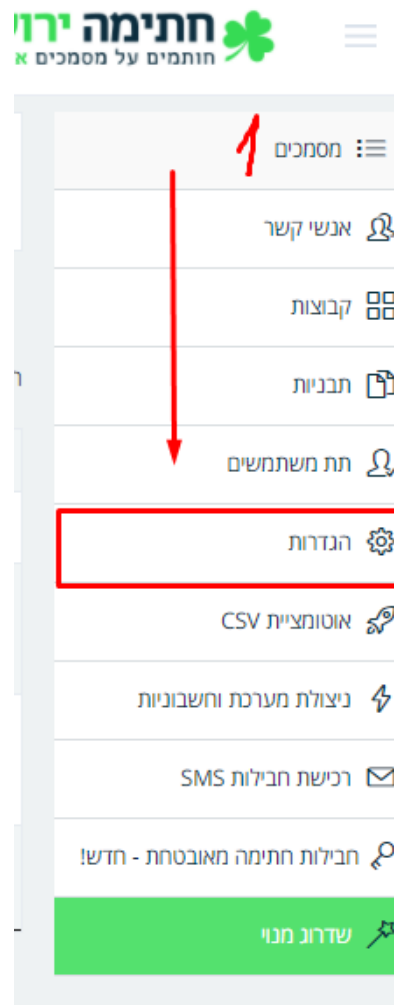 חתימה
חותמים על מסמכים
1
מסמכים
אנשי קשר
קבוצות
תבניות
תת משתמשים
הגדרות
אוטומציית CSV
ניצולת מערכת וחשבוניות
רכישת חבילות SMS
חבילות חתימה מאובטחת - חדש!
שדרוג מנוי